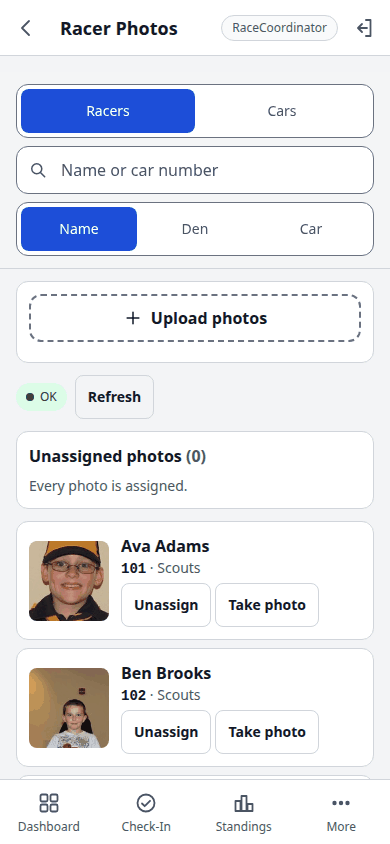 Racer Photos
RaceCoordinator
Racers
Cars
Name or car number
Name
Den
Car
Upload photos
OK
Refresh
Unassigned photos (0)
Every photo is assigned.
Ava Adams
101 · Scouts
Unassign
Take photo
Ben Brooks
102 · Scouts
Unassign
Take photo
Dashboard
Check-In
Standings
More